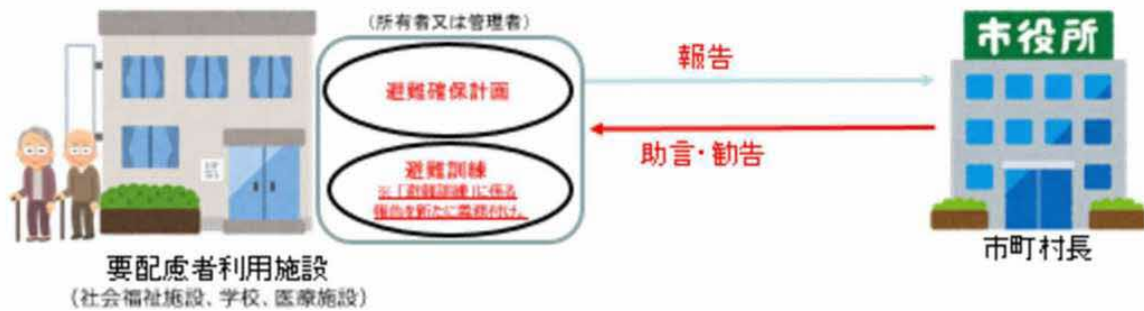 (所有者又は管理者)
避難確保計画
避難訓練
※「避難訓練」に係る
報告を新たに義務付け。
報告
助言・勧告
市役所
市町村長
要配慮者利用施設
(社会福祉施設、学校、医療施設)